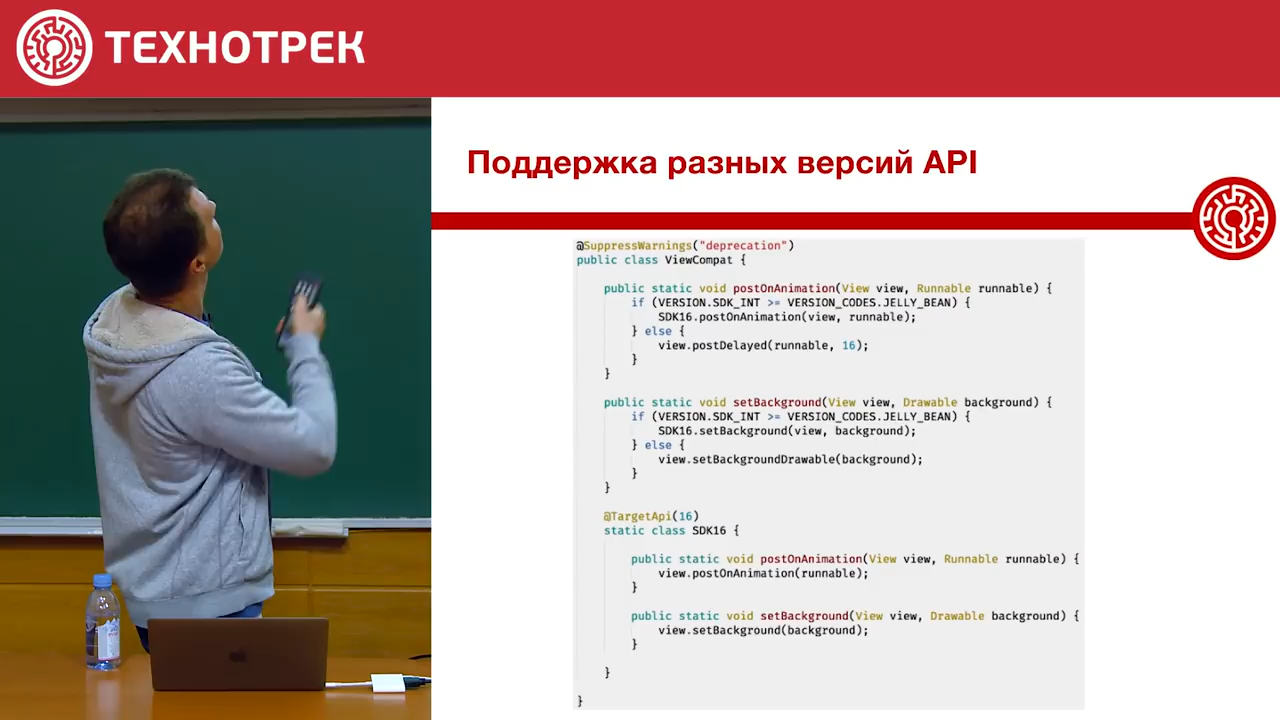 ТЕХНОТРЕК
Поддержка разных версий API
@SuppressWarnings("deprecation")
public class ViewCompat {
public static void postOnAnimation(View view, Runnable runnable) {
if (VERSION.SDK_INT >= VERSION_CODES.JELLY_BEAN) {
SDK16.postOnAnimation(view, runnable);
} else {
view.postDelayed(runnable, 16);
}
}
public static void setBackground(View view, Drawable background) {
if (VERSION.SDK_INT >= VERSION_CODES.JELLY_BEAN) {
SDK16.setBackground(view, background);
} else {
view.setBackgroundDrawable(background);
}
}
@TargetApi(16)
static class SDK16 {
public static void postOnAnimation(View view, Runnable runnable) {
view.postOnAnimation(runnable);
}
public static void setBackground(View view, Drawable background) {
view.setBackground(background);
}
}
}